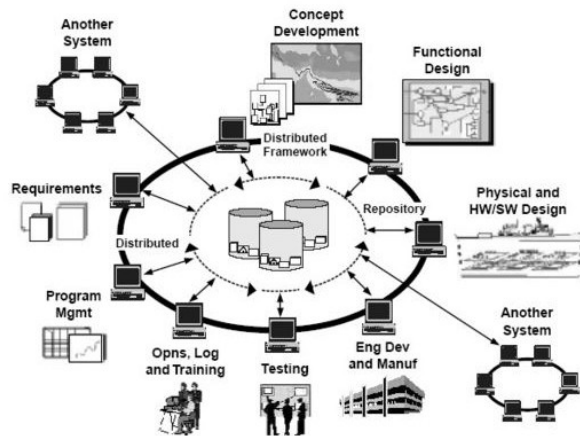 Another
System
Concept
Development
Functional
Design
Distributed
Framework
Requirements
Repository
Physical and
HW/SW Design
Distributed
Program
Mgmt
Opns, Log
and Training
Testing
Eng Dev
and Manuf
Another
System